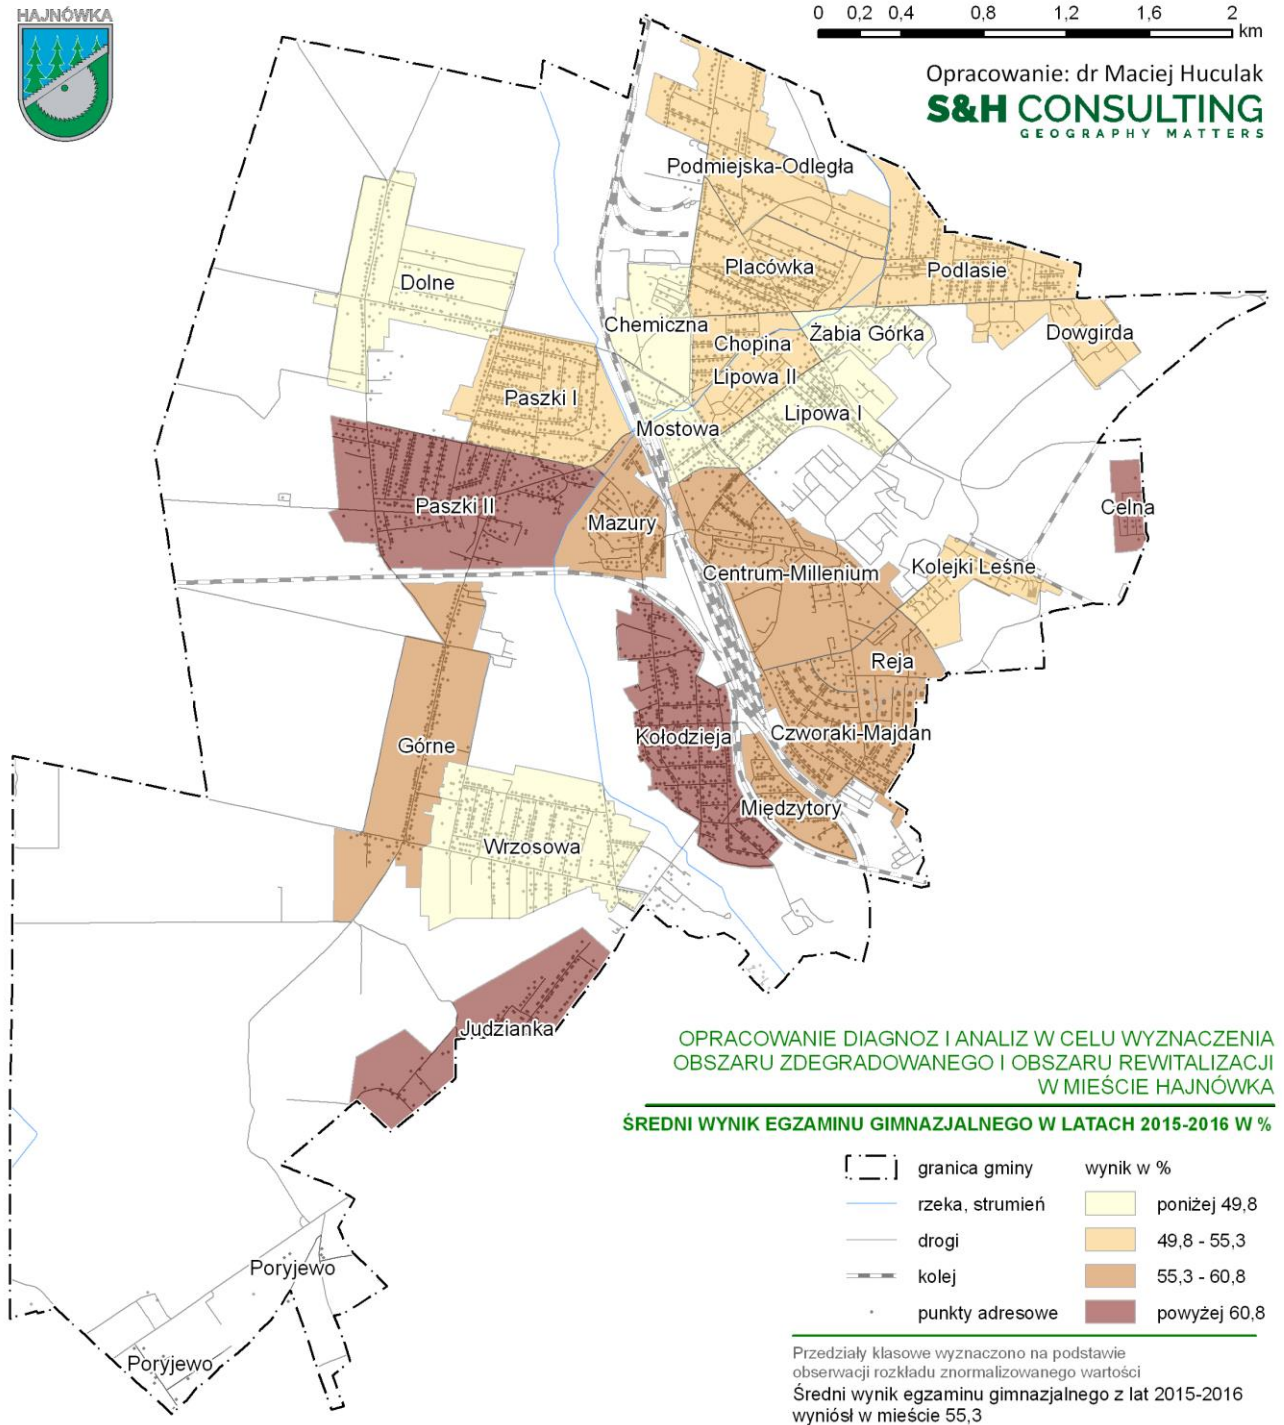 HAJNÓWKA
0 0,2 0,4 0,8 1,2 1,6 2
km
Opracowanie: dr Maciej Huculak
S&H CONSULTING
GEOGRAPHY MATTERS
Podmiejska-Odległa
Placówka
Podlasie
Dolne
Chemiczna
Chopina
Żabia Górka
Dowgirda
Lipowa II
Paszki I
Lipowa I
Mostowa
Paszki II
Celna
Mazury
Centrum-Millenium
Kolejki Leśne
Reja
Kołodzieja
Czworaki-Majdan
Górne
Międzytory
Wrzosowa
Judzianka
Poryjewo
Poryjewo
OPRACOWANIE DIAGNOZ I ANALIZ W CELU WYZNACZENIA
OBSZARU ZDEGRADOWANEGO I OBSZARU REWITALIZACJI
W MIEŚCIE HAJNÓWKA
ŚREDNI WYNIK EGZAMINU GIMNAZJALNEGO W LATACH 2015-2016 W %
granica gminy
rzeka, strumień
drogi
kolej
punkty adresowe
wynik w %
poniżej 49,8
49,8 - 55,3
55,3 - 60,8
powyżej 60,8
Przedziały klasowe wyznaczono na podstawie
obserwacji rozkładu znormalizowanego wartości
Średni wynik egzaminu gimnazjalnego z lat 2015-2016
wyniósł w mieście 55,3